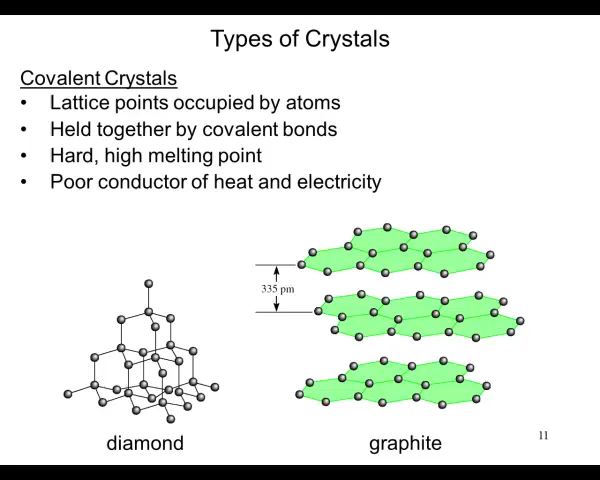 Types of Crystals
Covalent Crystals
• Lattice points occupied by atoms
• Held together by covalent bonds
• Hard, high melting point
• Poor conductor of heat and electricity
335 pm
diamond
graphite
11